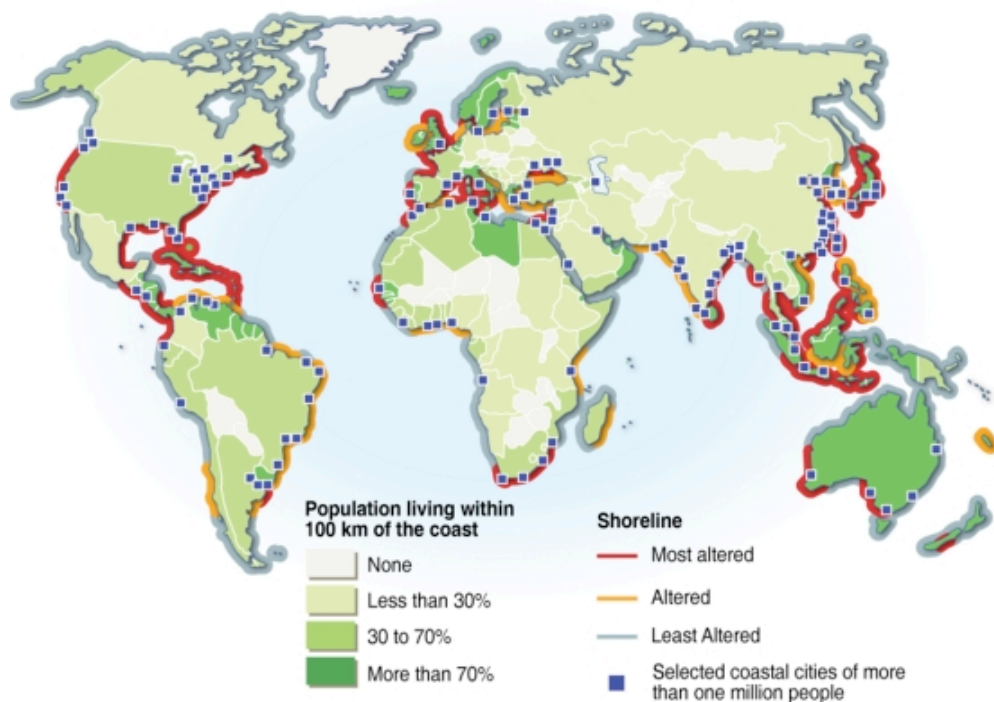 Population living within
100 km of the coast
None
Less than 30%
30 to 70%
More than 70%
Shoreline
Most altered
Altered
Least Altered
Selected coastal cities of more
than one million people